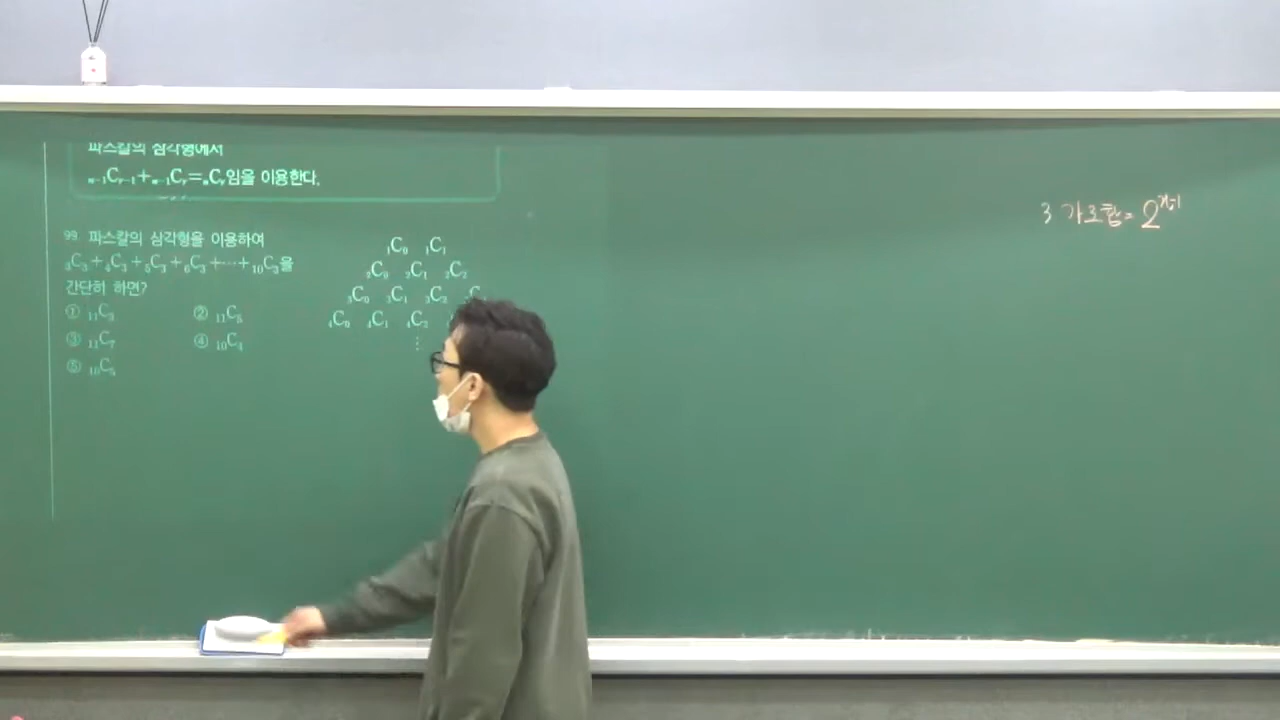 파스칼의 삼각형에서
ₙ₋₁Cᵣ₋₁+ₙ₋₁Cᵣ=ₙCᵣ임을 이용한다.
99. 파스칼의 삼각형을 이용하여
₃C₃+₄C₃+₅C₃+₆C₃+⋯+₁₀C₃을
간단히 하면?
① ₁₁C₃ ② ₁₁C₅
③ ₁₁C₇ ④ ₁₀C₄
⑤ ₁₀C₅
₁C₀ ₁C₁
₂C₀ ₂C₁ ₂C₂
₃C₀ ₃C₁ ₃C₂
₄C₀ ₄C₁ ₄C₂
⋮
3 가로합=